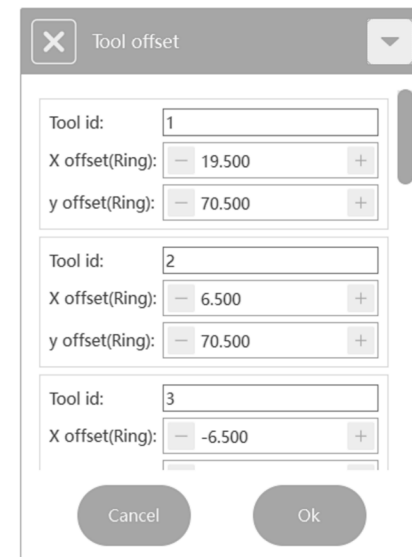 Tool offset
Tool id: 1
X offset(Ring): — 19.500 +
y offset(Ring): — 70.500 +
Tool id: 2
X offset(Ring): — 6.500 +
y offset(Ring): — 70.500 +
Tool id: 3
X offset(Ring): — -6.500 +
Cancel Ok